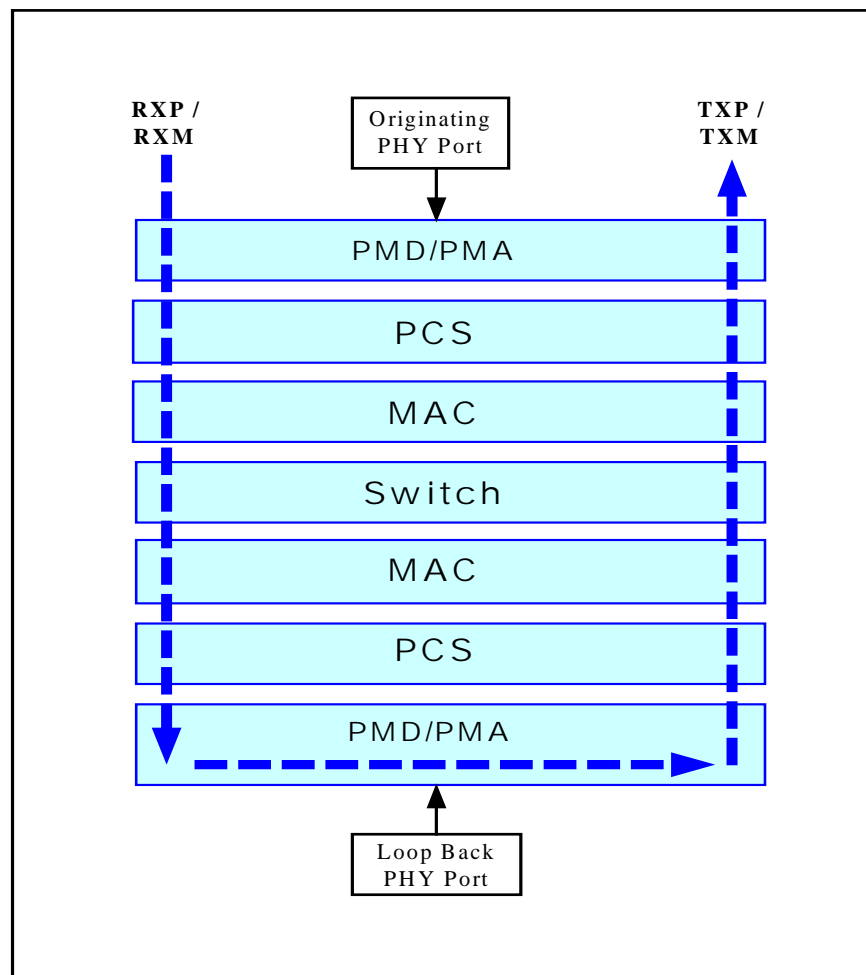 RXP /
RXM
Originating
PHY Port
TXP /
TXM
PMD/PMA
PCS
MAC
Switch
MAC
PCS
PMD/PMA
Loop Back
PHY Port